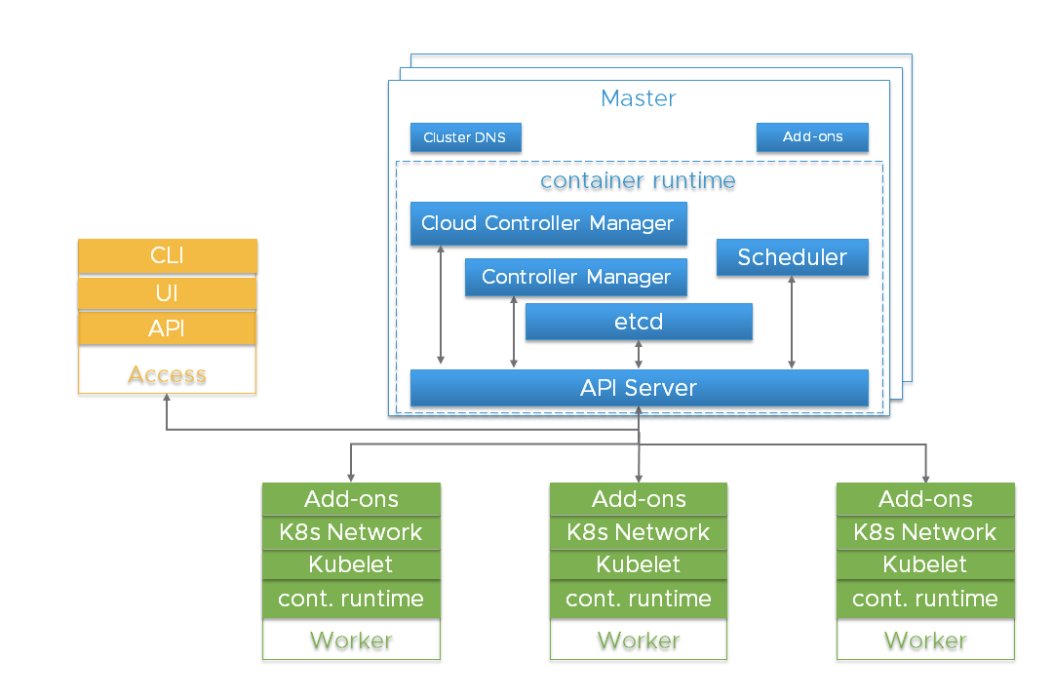 Master
Cluster DNS
Add-ons
container runtime
Cloud Controller Manager
Controller Manager
Scheduler
etcd
API Server
CLI
UI
API
Access
Add-ons
K8s Network
Kubelet
cont. runtime
Worker
Add-ons
K8s Network
Kubelet
cont. runtime
Worker
Add-ons
K8s Network
Kubelet
cont. runtime
Worker